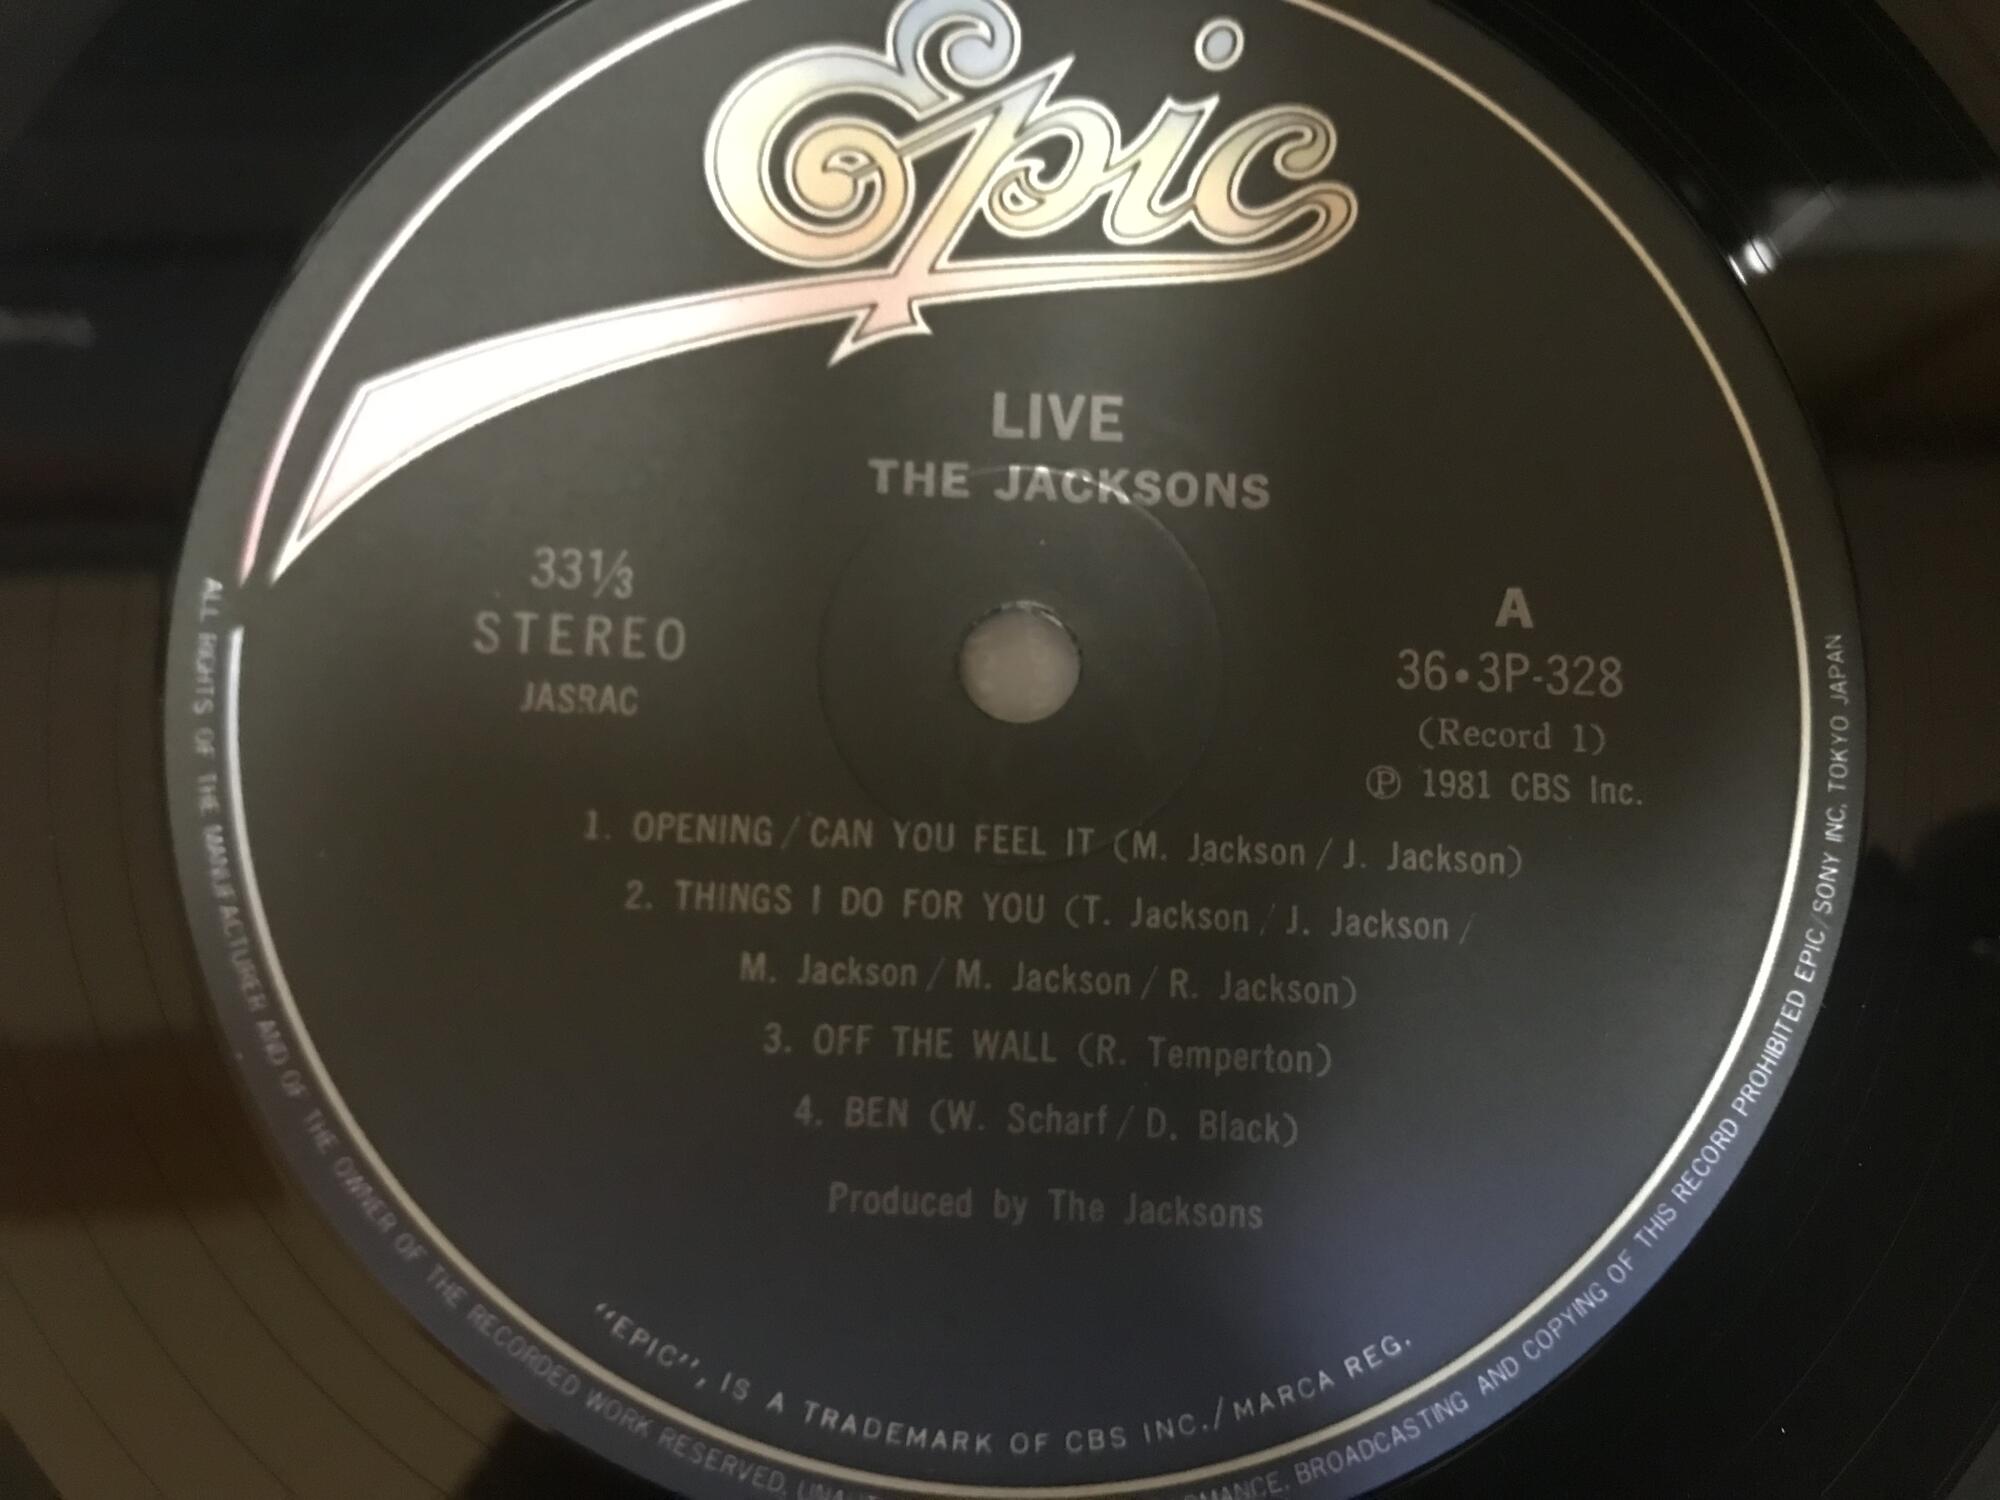 Epic
LIVE
THE JACKSONS
33⅓
STEREO
JASRAC
A
36•3P-328
(Record 1)
Ⓟ 1981 CBS Inc.
1. OPENING / CAN YOU FEEL IT (M. Jackson / J. Jackson)
2. THINGS I DO FOR YOU (T. Jackson / J. Jackson /
M. Jackson / M. Jackson / R. Jackson)
3. OFF THE WALL (R. Temperton)
4. BEN (W. Scharf / D. Black)
Produced by The Jacksons
"EPIC", IS A TRADEMARK OF CBS INC./MARCA REG.
ALL RIGHTS OF THE MANUFACTURER AND OF THE OWNER OF THE RECORDED WORK RESERVED. BROADCASTING AND COPYING OF THIS RECORD PROHIBITED EPIC/SONY INC. TOKYO JAPAN